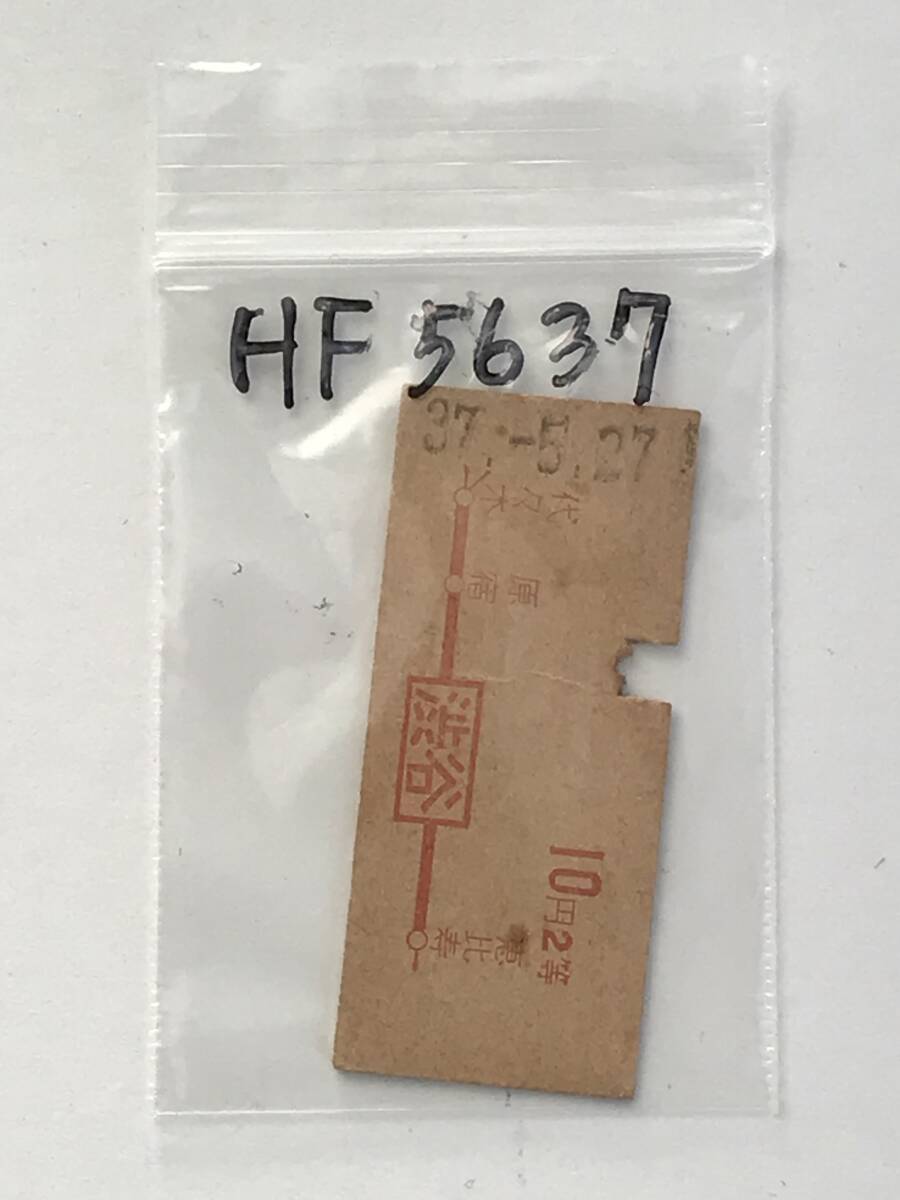 HF 5637
37.-5.27
代々木
原宿
渋谷
恵比寿
10円2等